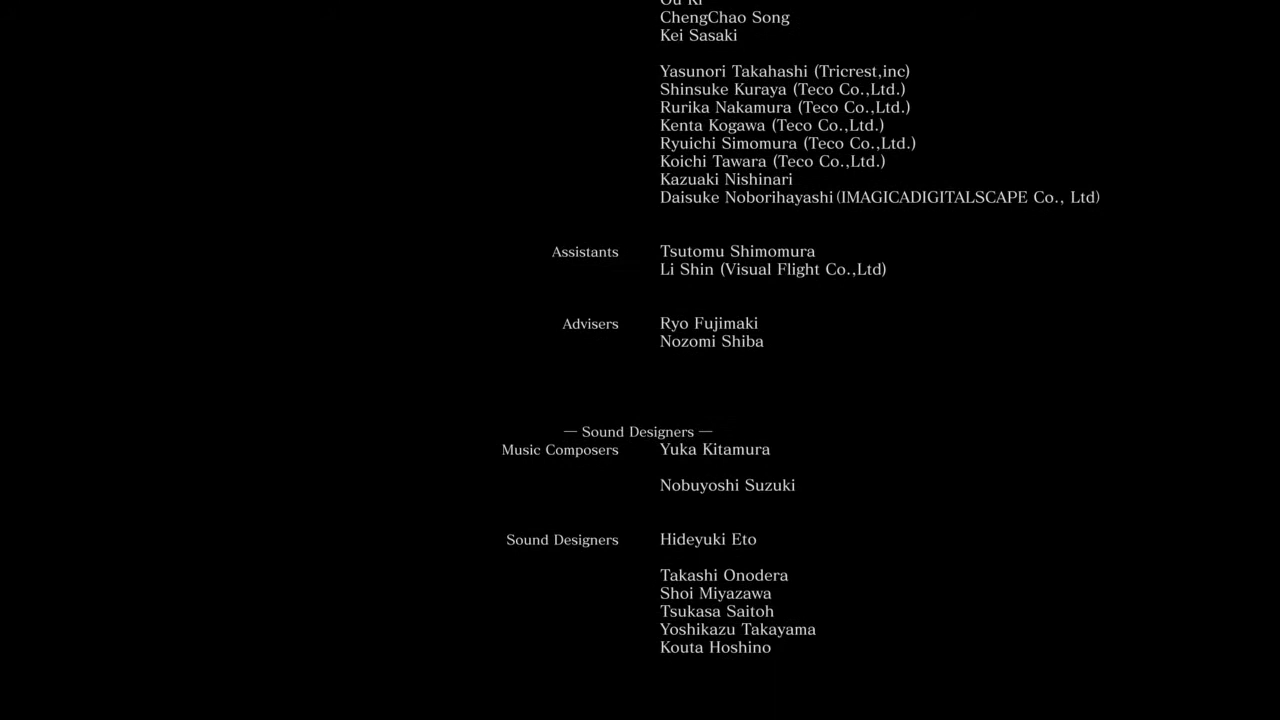 Ou Ki
ChengChao Song
Kei Sasaki
Yasunori Takahashi (Tricrest,inc)
Shinsuke Kuraya (Teco Co.,Ltd.)
Rurika Nakamura (Teco Co.,Ltd.)
Kenta Kogawa (Teco Co.,Ltd.)
Ryuichi Simomura (Teco Co.,Ltd.)
Koichi Tawara (Teco Co.,Ltd.)
Kazuaki Nishinari
Daisuke Noborihayashi(IMAGICADIGITALSCAPE Co., Ltd)
Assistants Tsutomu Shimomura
Li Shin (Visual Flight Co.,Ltd)
Advisers Ryo Fujimaki
Nozomi Shiba
— Sound Designers —
Music Composers Yuka Kitamura
Nobuyoshi Suzuki
Sound Designers Hideyuki Eto
Takashi Onodera
Shoi Miyazawa
Tsukasa Saitoh
Yoshikazu Takayama
Kouta Hoshino